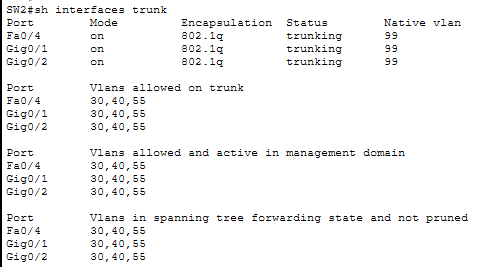 SW2#sh interfaces trunk
Port        Mode         Encapsulation  Status        Native vlan
Fa0/4       on           802.1q         trunking      99
Gig0/1      on           802.1q         trunking      99
Gig0/2      on           802.1q         trunking      99
Port        Vlans allowed on trunk
Fa0/4       30,40,55
Gig0/1      30,40,55
Gig0/2      30,40,55
Port        Vlans allowed and active in management domain
Fa0/4       30,40,55
Gig0/1      30,40,55
Gig0/2      30,40,55
Port        Vlans in spanning tree forwarding state and not pruned
Fa0/4       30,40,55
Gig0/1      30,40,55
Gig0/2      30,40,55